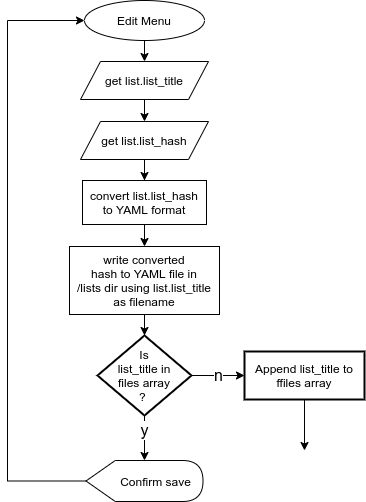 Edit Menu
get list.list_title
get list.list_hash
convert list.list_hash
to YAML format
write converted
hash to YAML file in
/lists dir using list.list_title
as filename
Is
list_title in
files array
?
n
Append list_title to
ffiles array
y
Confirm save